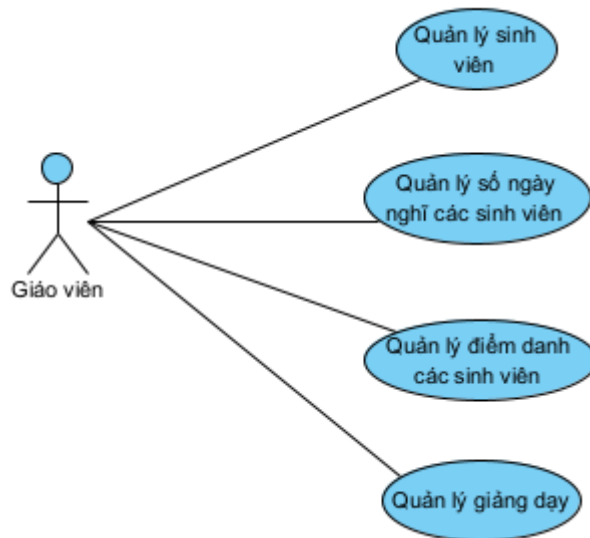 Quản lý sinh
viên
Quản lý số ngày
nghĩ các sinh viên
Giáo viên
Quản lý điểm danh
các sinh viên
Quản lý giảng dạy